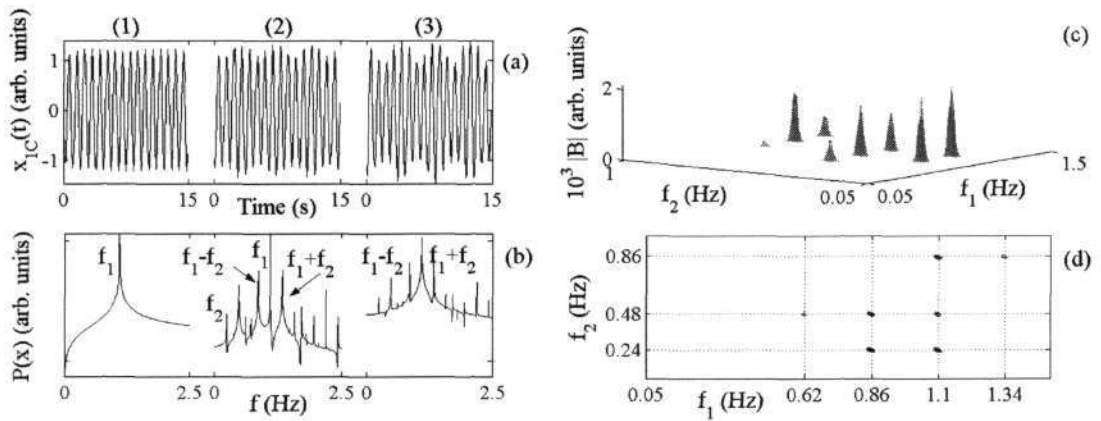 (1) (2) (3)
x1C(t) (arb. units)
1
0
-1
(a)
0 15 0 15 0 15
Time (s)
P(x) (arb. units)
f1
f1-f2 f1 f1+f2
f2
f1-f2 f1+f2
(b)
0 2.5 0 2.5 0 2.5
f (Hz)
(c)
10^3 |B| (arb. units)
2
1
0
1
f2 (Hz)
0.05 0.05
f1 (Hz)
1.5
(d)
f2 (Hz)
0.86
0.48
0.24
0.05 0.62 0.86 1.1 1.34
f1 (Hz)